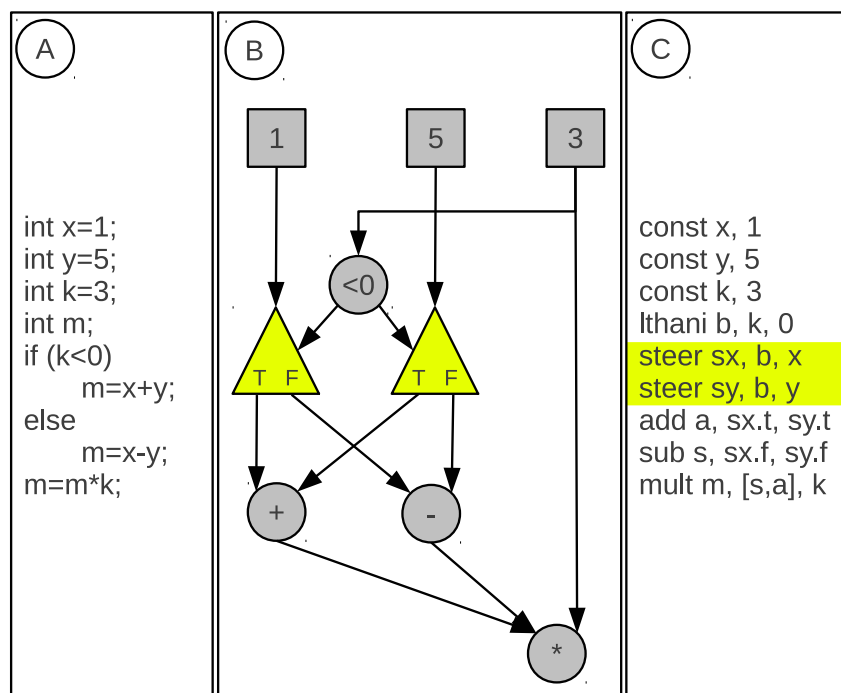 A
int x=1;
int y=5;
int k=3;
int m;
if (k<0)
m=x+y;
else
m=x-y;
m=m*k;
B
1 5 3
<0
T F T F
+ -
*
C
const x, 1
const y, 5
const k, 3
lthani b, k, 0
steer sx, b, x
steer sy, b, y
add a, sx.t, sy.t
sub s, sx.f, sy.f
mult m, [s,a], k